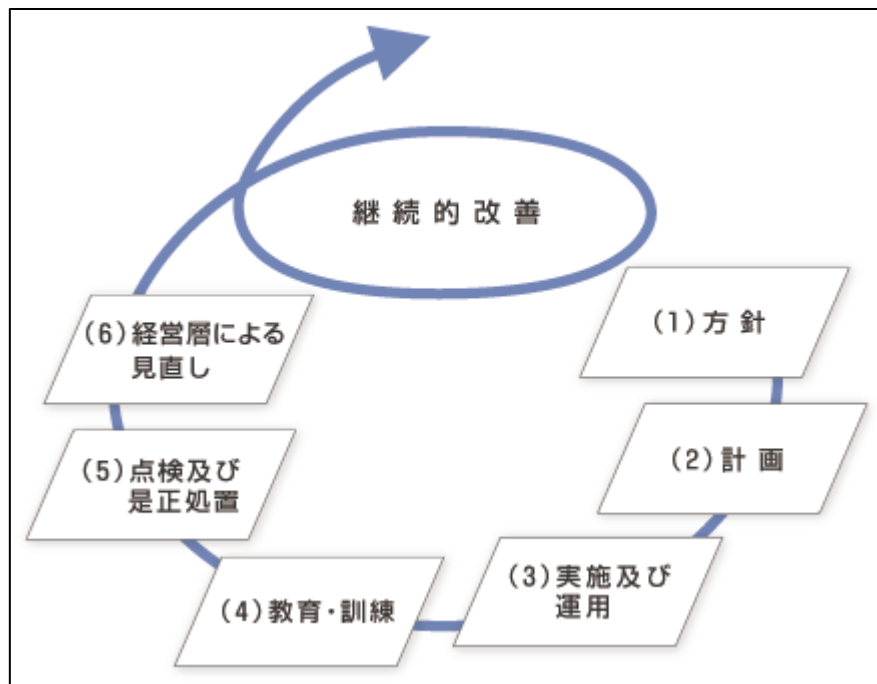 継続的改善
(1)方針
(2)計画
(3)実施及び
運用
(4)教育・訓練
(5)点検及び
是正処置
(6)経営層による
見直し